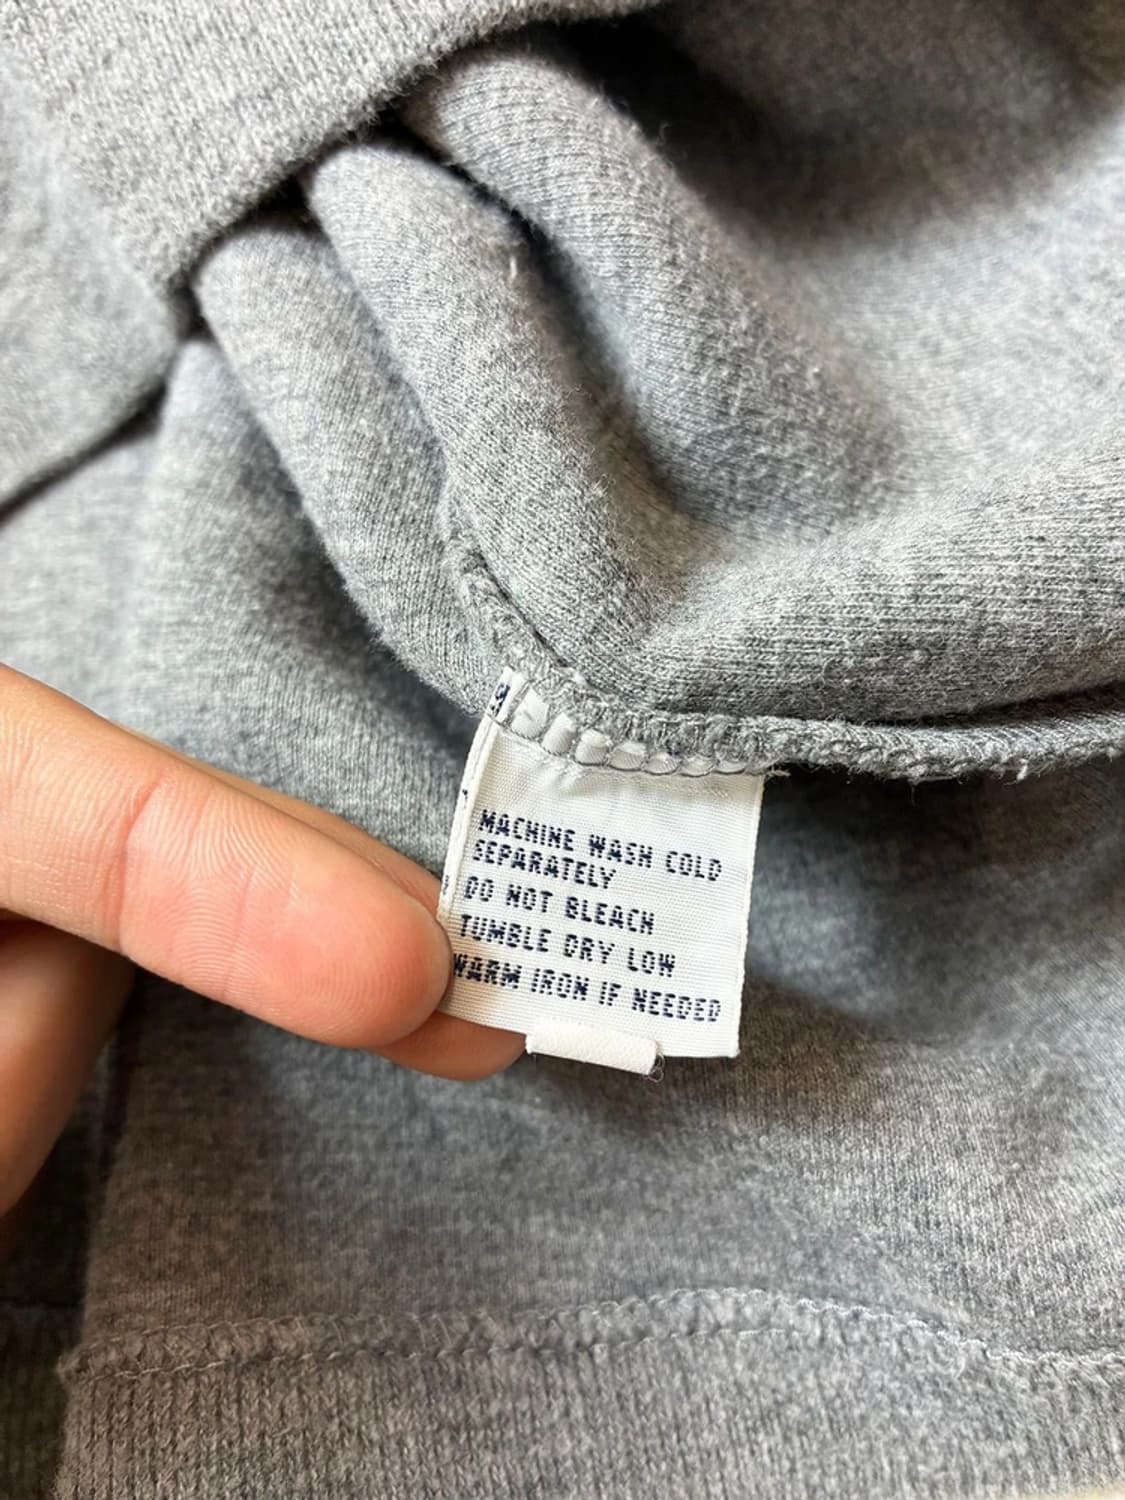 MACHINE WASH COLD
SEPARATELY
DO NOT BLEACH
TUMBLE DRY LOW
WARM IRON IF NEEDED